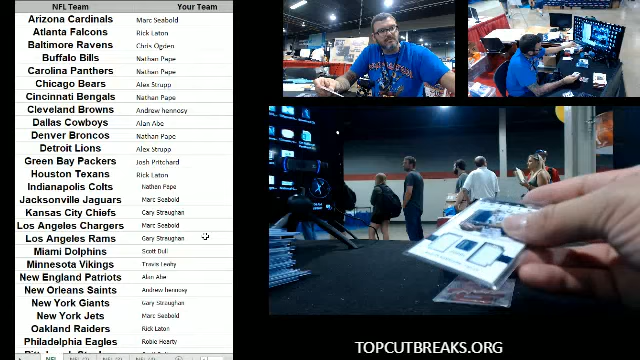 NFL Team Your Team
Arizona Cardinals Marc Seabold
Atlanta Falcons Rick Laton
Baltimore Ravens Chris Ogden
Buffalo Bills Nathan Pape
Carolina Panthers Nathan Pape
Chicago Bears Alex Strupp
Cincinnati Bengals Nathan Pape
Cleveland Browns Andrew hennosy
Dallas Cowboys Alan Abe
Denver Broncos Nathan Pape
Detroit Lions Alex Strupp
Green Bay Packers Josh Pritchard
Houston Texans Rick Laton
Indianapolis Colts Nathan Pape
Jacksonville Jaguars Marc Seabold
Kansas City Chiefs Gary Straughan
Los Angeles Chargers Marc Seabold
Los Angeles Rams Gary Straughan
Miami Dolphins Scott Dull
Minnesota Vikings Travis Leahy
New England Patriots Alan Abe
New Orleans Saints Andrew hennosy
New York Giants Gary Straughan
New York Jets Marc Seabold
Oakland Raiders Rick Laton
Philadelphia Eagles Robie Hearty
NFL
TOPCUTBREAKS.ORG